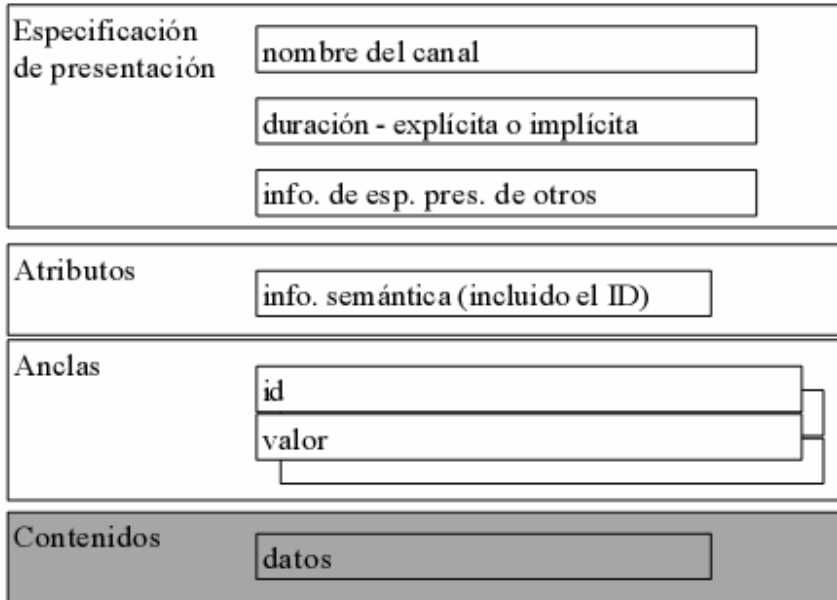 Especificación
de presentación
nombre del canal
duración - explícita o implícita
info. de esp. pres. de otros
Atributos
info. semántica (incluido el ID)
Anclas
id
valor
Contenidos
datos